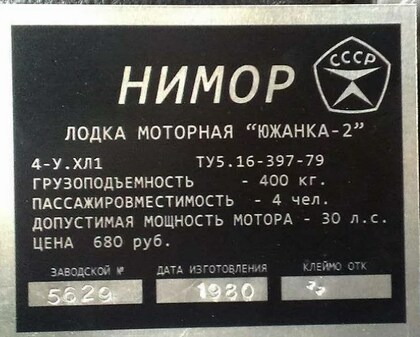 СССР
НИМОР
ЛОДКА МОТОРНАЯ “ЮЖАНКА-2”
4-У.ХЛ1 ТУ5.16-397-79
ГРУЗОПОДЪЕМНОСТЬ - 400 кг.
ПАССАЖИРОВМЕСТИМОСТЬ - 4 чел.
ДОПУСТИМАЯ МОЩНОСТЬ МОТОРА - 30 л.с.
ЦЕНА 680 руб.
ЗАВОДСКОЙ № ДАТА ИЗГОТОВЛЕНИЯ КЛЕЙМО ОТК
5629 1980